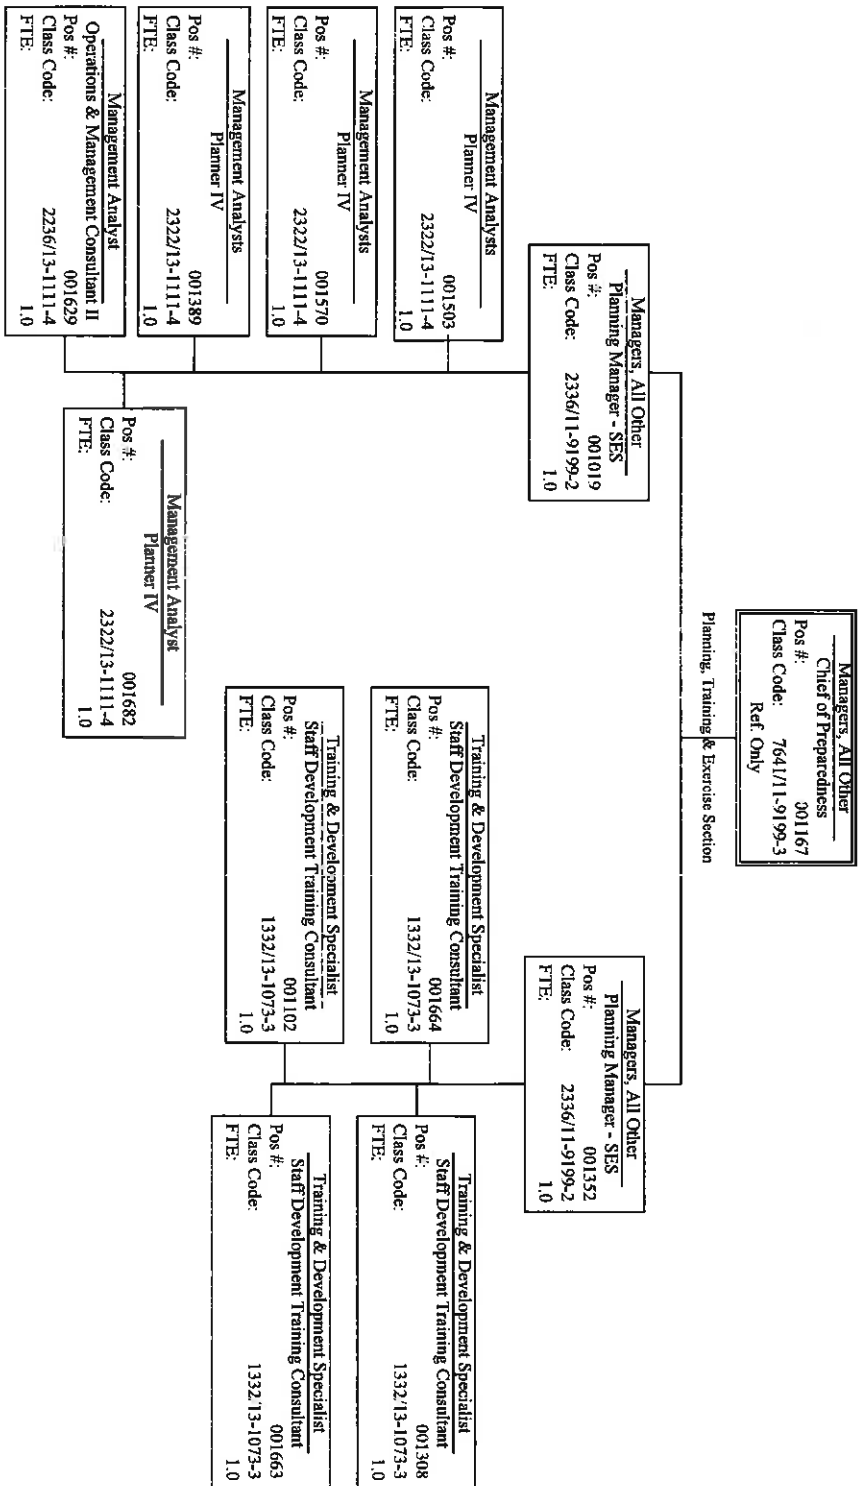 Managers, All Other
Chief of Preparedness
Pos #: 001167
Class Code: 7641/11-9199-3
Ref. Only
Planning, Training & Exercise Section
Managers, All Other
Planning Manager - SES
Pos #: 001019
Class Code: 2336/11-9199-2
FTE: 1.0
Management Analysts
Planner IV
Pos #: 001503
Class Code: 2322/13-1111-4
FTE: 1.0
Management Analysts
Planner IV
Pos #: 001570
Class Code: 2322/13-1111-4
FTE: 1.0
Management Analysts
Planner IV
Pos #: 001389
Class Code: 2322/13-1111-4
FTE: 1.0
Management Analyst
Operations & Management Consultant II
Pos #: 001629
Class Code: 2236/13-1111-4
FTE: 1.0
Management Analyst
Planner IV
Pos #: 001682
Class Code: 2322/13-1111-4
FTE: 1.0
Managers, All Other
Planning Manager - SES
Pos #: 001352
Class Code: 2336/11-9199-2
FTE: 1.0
Training & Development Specialist
Staff Development Training Consultant
Pos #: 001664
Class Code: 1332/13-1073-3
FTE: 1.0
Training & Development Specialist
Staff Development Training Consultant
Pos #: 001102
Class Code: 1332/13-1073-3
FTE: 1.0
Training & Development Specialist
Staff Development Training Consultant
Pos #: 001308
Class Code: 1332/13-1073-3
FTE: 1.0
Training & Development Specialist
Staff Development Training Consultant
Pos #: 001663
Class Code: 1332/13-1073-3
FTE: 1.0